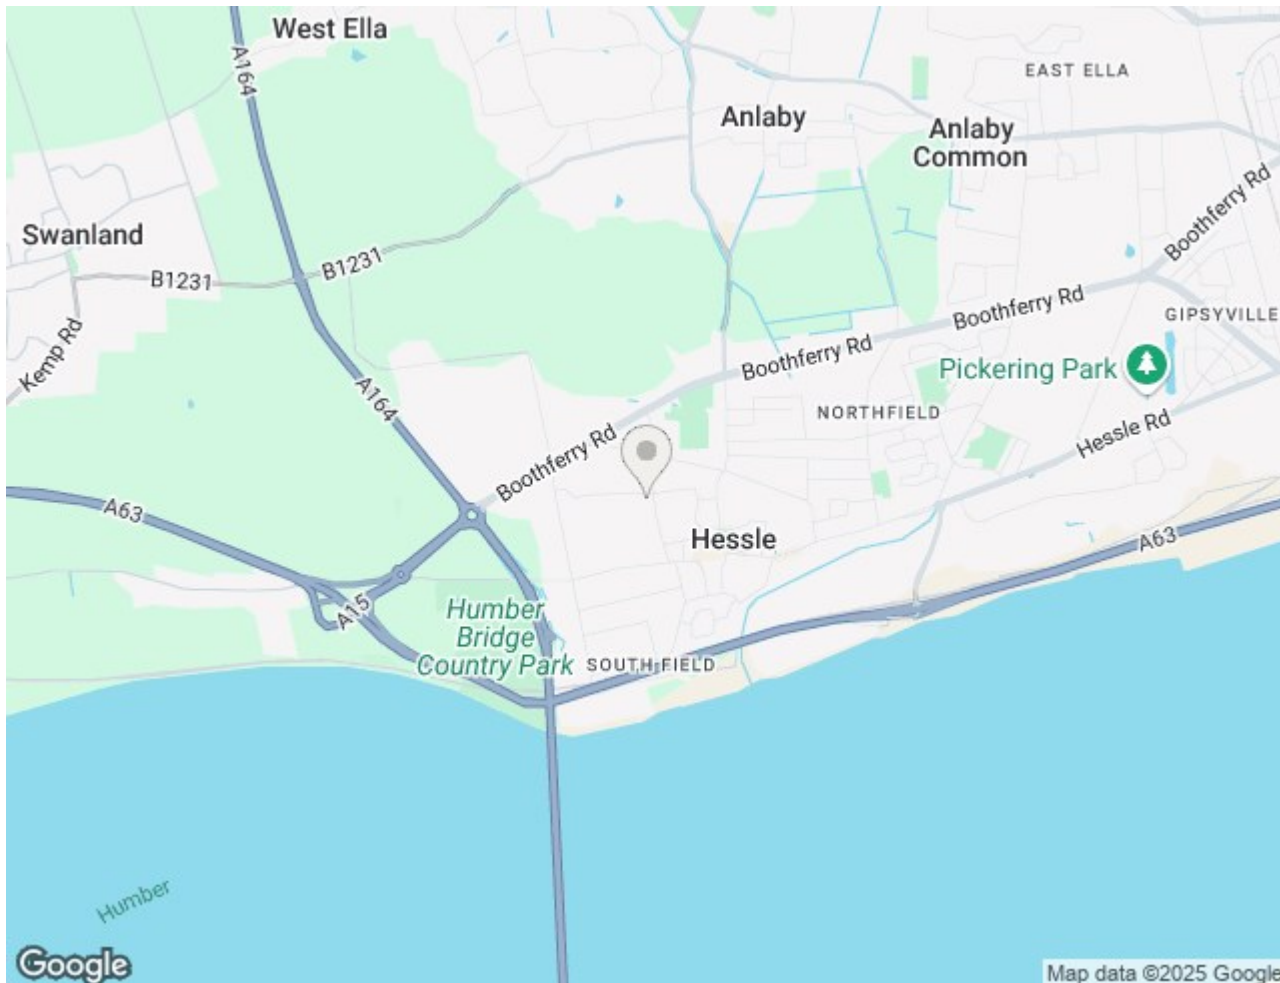 West Ella
A164
EAST ELLA
Anlaby
Anlaby
Common
Boothferry Rd
Swanland
B1231
B1231
Boothferry Rd
GIPSYVILLE
Kemp Rd
Boothferry Rd
Pickering Park
A164
NORTHFIELD
Hessle Rd
Boothferry Rd
A63
Hessle
A63
A15
Humber
Bridge
Country Park
SOUTH FIELD
Humber
Google
Map data ©2025 Google